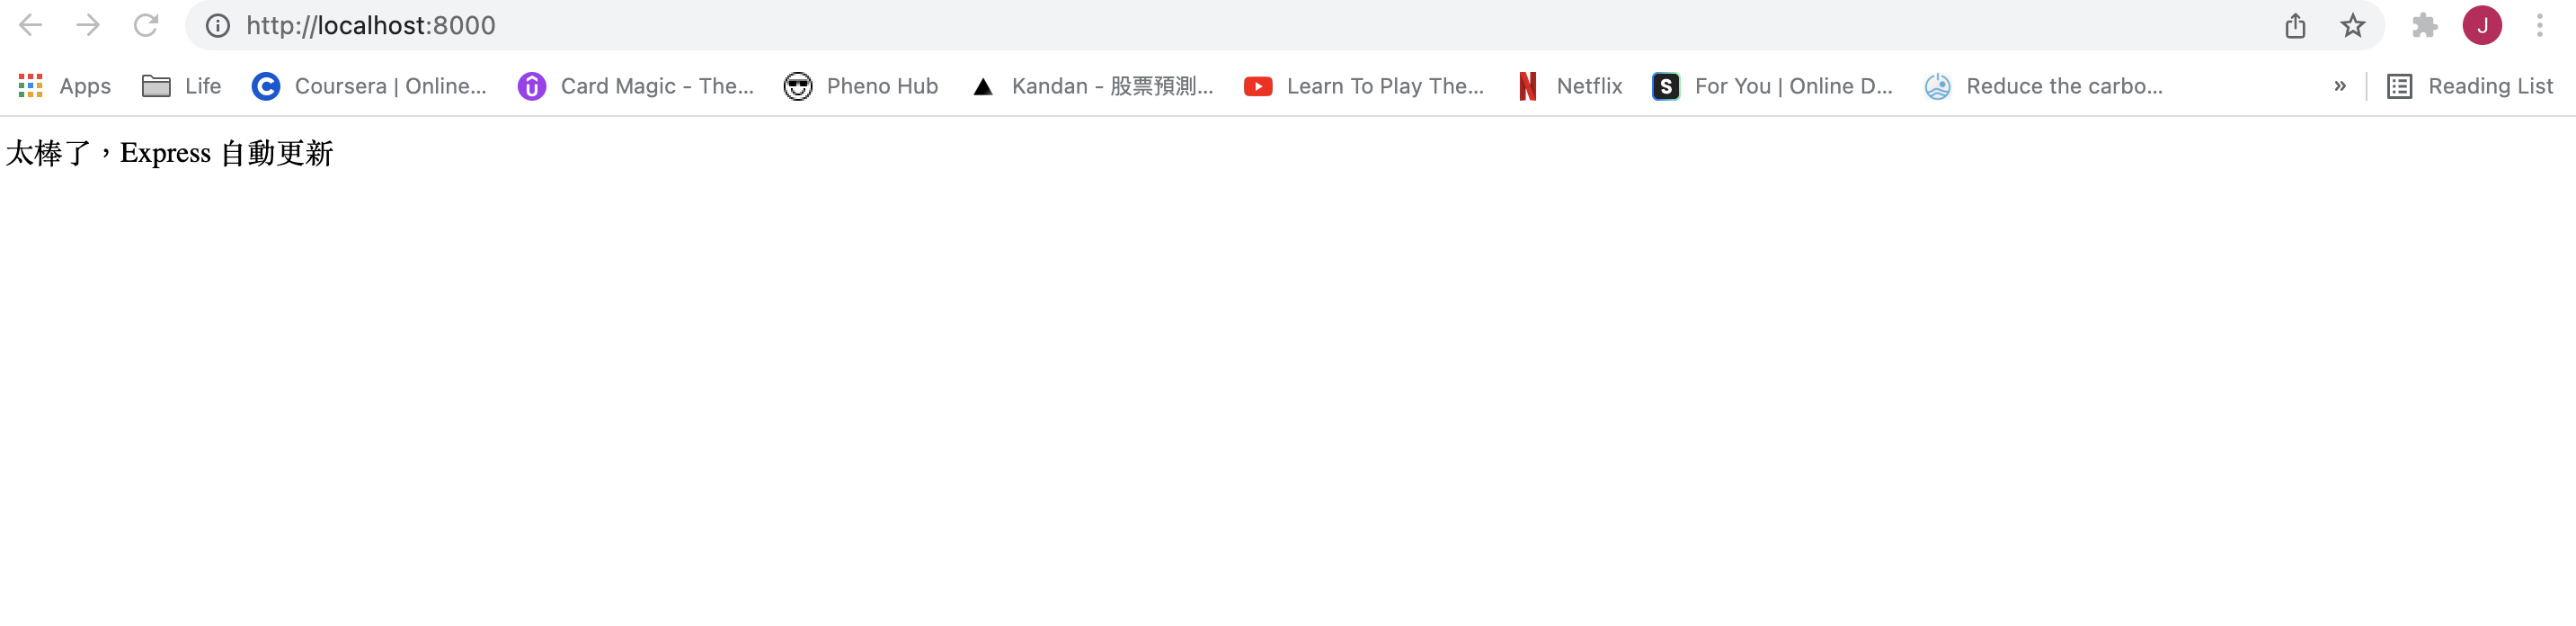 http://localhost:8000
J
Apps Life Coursera | Online... Card Magic - The... Pheno Hub Kandan - 股票預測... Learn To Play The... Netflix For You | Online D... Reduce the carbo... » Reading List
太棒了，Express 自動更新